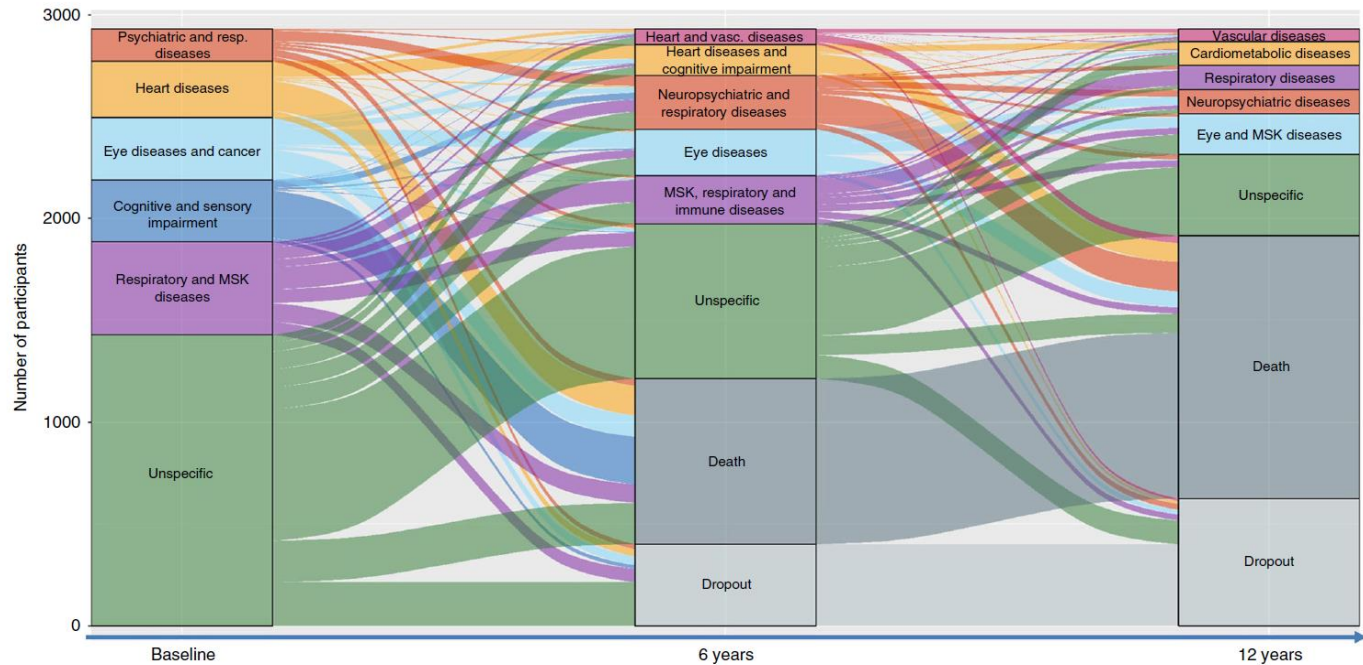 Number of participants
3000
2000
1000
0
Psychiatric and resp.
diseases
Heart diseases
Eye diseases and cancer
Cognitive and sensory
impairment
Respiratory and MSK
diseases
Unspecific
Heart and vasc. diseases
Heart diseases and
cognitive impairment
Neuropsychiatric and
respiratory diseases
Eye diseases
MSK, respiratory and
immune diseases
Unspecific
Death
Dropout
Vascular diseases
Cardiometabolic diseases
Respiratory diseases
Neuropsychiatric diseases
Eye and MSK diseases
Unspecific
Death
Dropout
Baseline
6 years
12 years